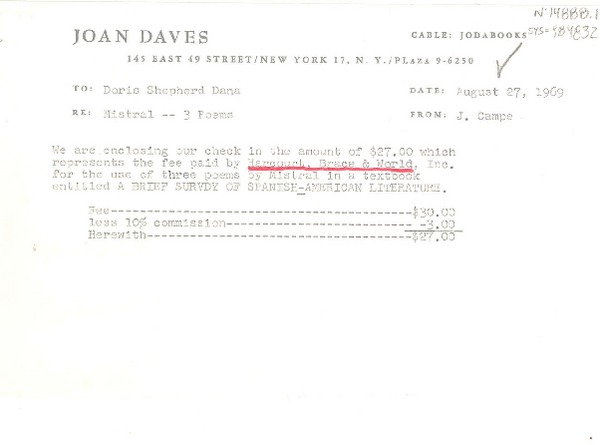 Nº14888.1
JOAN DAVES
CABLE: JODABOOKS
SYS=484832
145 EAST 49 STREET/NEW YORK 17, N. Y./PLAZA 9-6250
TO: Doris Shepherd Dana
DATE: August 27, 1969
RE: Mistral -- 3 Poems
FROM: J. Campe
We are enclosing our check in the amount of $27.00 which
represents the fee paid by Harcourt, Brace & World, Inc.
for the use of three poems by Mistral in a textbook
entitled A BRIEF SURVDY OF SPANISH-AMERICAN LITERATURE.
Fee----------------------------------------$30.00
less 10% commission------------------------ -3.00
Herewith-----------------------------------$27.00